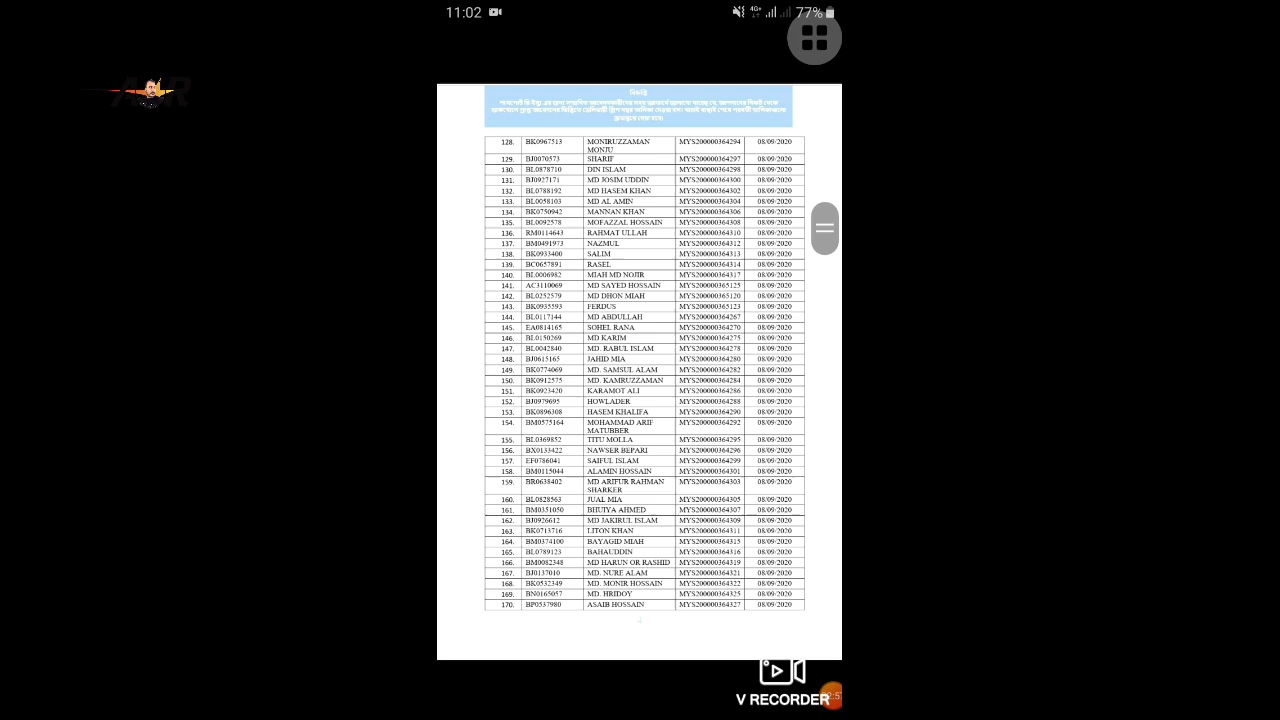 11:02
4G+
77%
বিজ্ঞপ্তি
128. BK0967513 MONIRUZZAMAN MYS200000364294 08/09/2020
MONJU
129. BJ0070573 SHARIF MYS200000364297 08/09/2020
130. BL0878710 DIN ISLAM MYS200000364298 08/09/2020
131. BJ0927171 MD JOSIM UDDIN MYS200000364300 08/09/2020
132. BL0788192 MD HASEM KHAN MYS200000364302 08/09/2020
133. BL0058103 MD AL AMIN MYS200000364304 08/09/2020
134. BK0750942 MANNAN KHAN MYS200000364306 08/09/2020
135. BL0092578 MOFAZZAL HOSSAIN MYS200000364308 08/09/2020
136. RM0114643 RAHMAT ULLAH MYS200000364310 08/09/2020
137. BM0491973 NAZMUL MYS200000364312 08/09/2020
138. BK0933400 SALIM MYS200000364313 08/09/2020
139. BC0657891 RASEL MYS200000364314 08/09/2020
140. BL0006982 MIAH MD NOJIR MYS200000364317 08/09/2020
141. AC3110069 MD SAYED HOSSAIN MYS200000365125 08/09/2020
142. BL0252579 MD DHON MIAH MYS200000365120 08/09/2020
143. BK0935593 FERDUS MYS200000365123 08/09/2020
144. BL0117144 MD ABDULLAH MYS200000364267 08/09/2020
145. EA0814165 SOHEL RANA MYS200000364270 08/09/2020
146. BL0150269 MD KARIM MYS200000364275 08/09/2020
147. BL0042840 MD. RABUL ISLAM MYS200000364278 08/09/2020
148. BJ0615165 JAHID MIA MYS200000364280 08/09/2020
149. BK0774069 MD. SAMSUL ALAM MYS200000364282 08/09/2020
150. BK0912575 MD. KAMRUZZAMAN MYS200000364284 08/09/2020
151. BK0923420 KARAMOT ALI MYS200000364286 08/09/2020
152. BJ0979695 HOWLADER MYS200000364288 08/09/2020
153. BK0896308 HASEM KHALIFA MYS200000364290 08/09/2020
154. BM0575164 MOHAMMAD ARIF MYS200000364292 08/09/2020
MATUBBER
155. BL0369852 TITU MOLLA MYS200000364295 08/09/2020
156. BX0133422 NAWSER BEPARI MYS200000364296 08/09/2020
157. EF0786041 SAIFUL ISLAM MYS200000364299 08/09/2020
158. BM0115044 ALAMIN HOSSAIN MYS200000364301 08/09/2020
159. BR0638402 MD ARIFUR RAHMAN MYS200000364303 08/09/2020
SHARKER
160. BL0828563 JUAL MIA MYS200000364305 08/09/2020
161. BM0351050 BHUIYA AHMED MYS200000364307 08/09/2020
162. BJ0926612 MD JAKIRUL ISLAM MYS200000364309 08/09/2020
163. BK0713716 LITON KHAN MYS200000364311 08/09/2020
164. BM0374100 BAYAGID MIAH MYS200000364315 08/09/2020
165. BL0789123 BAHAUDDIN MYS200000364316 08/09/2020
166. BM0082348 MD HARUN OR RASHID MYS200000364319 08/09/2020
167. BJ0137010 MD. NURE ALAM MYS200000364321 08/09/2020
168. BK0532349 MD. MONIR HOSSAIN MYS200000364322 08/09/2020
169. BN0165057 MD. HRIDOY MYS200000364325 08/09/2020
170. BP0537980 ASAIB HOSSAIN MYS200000364327 08/09/2020
4
V RECORDER